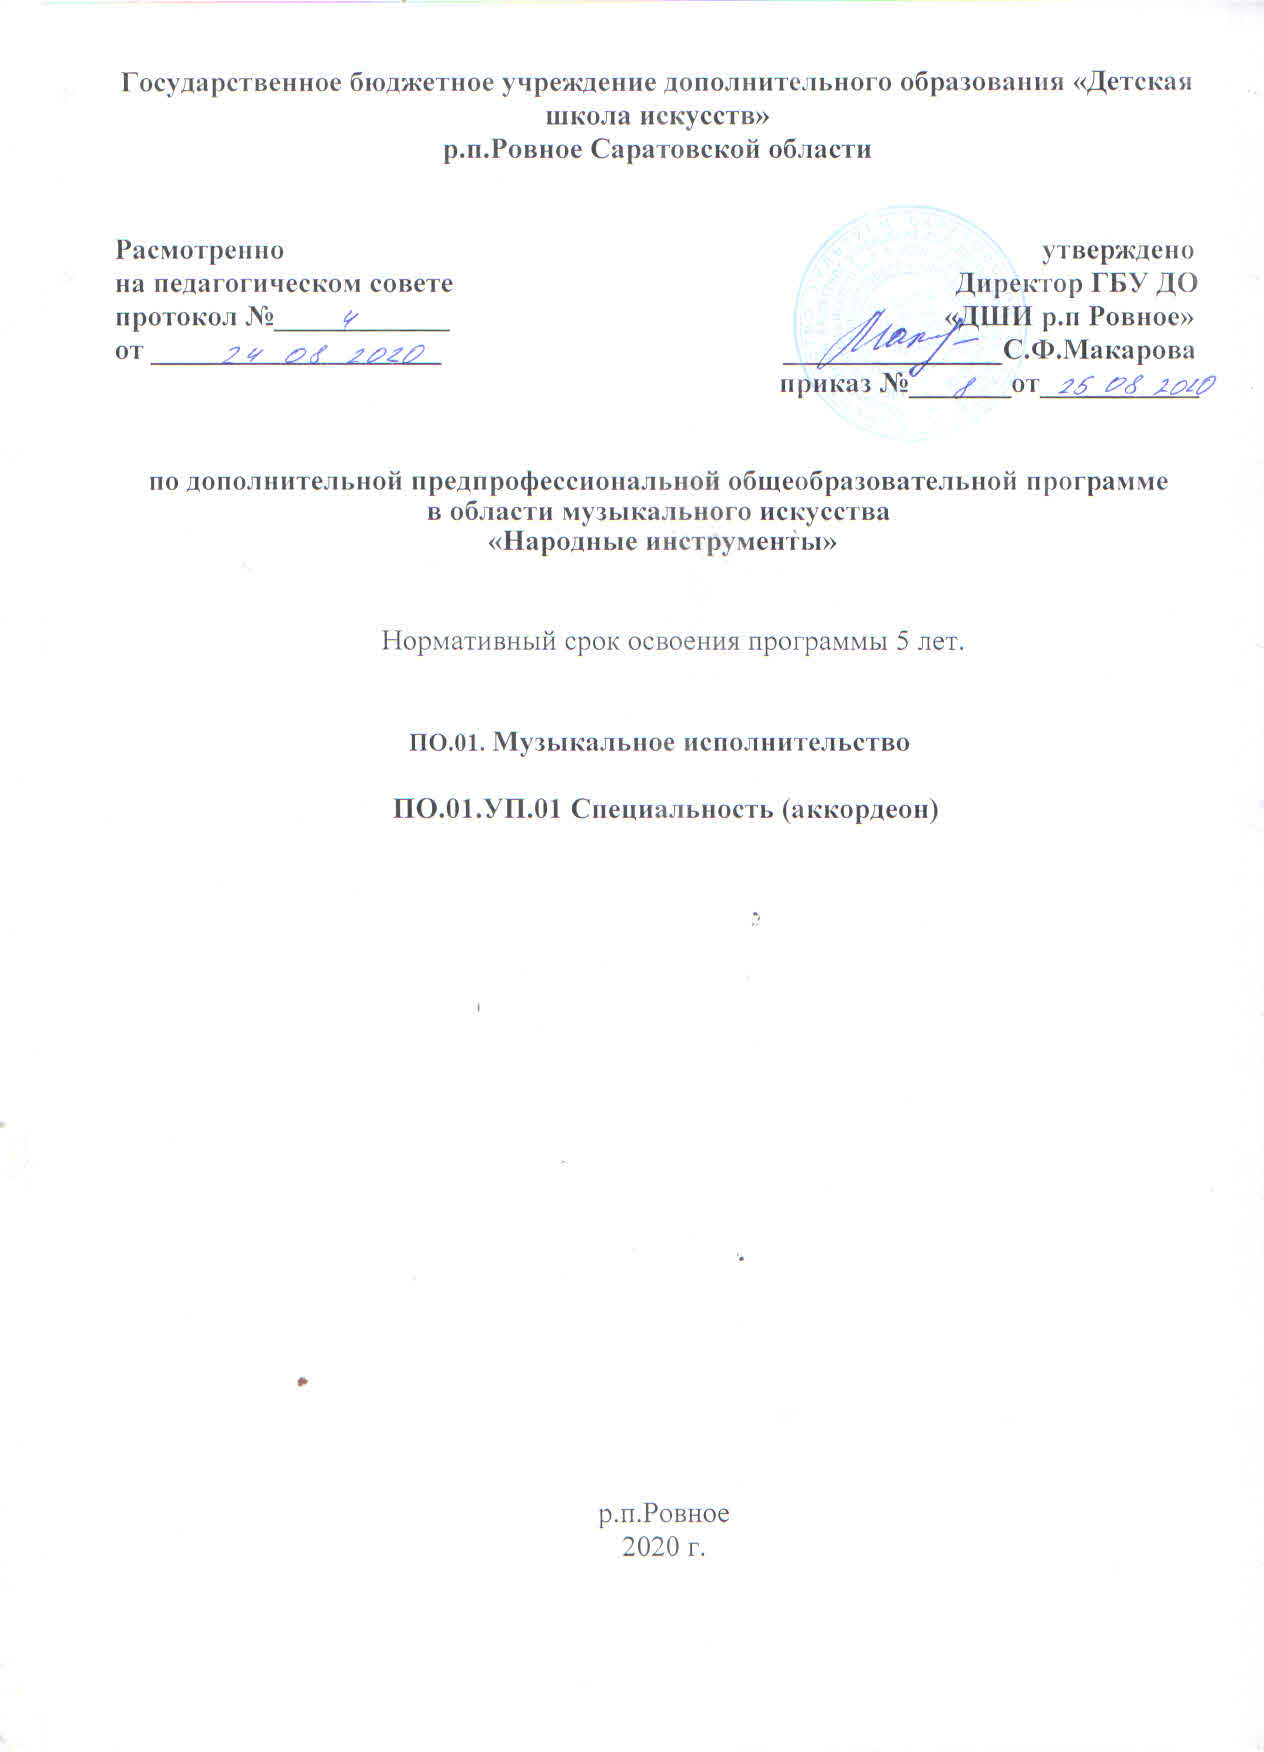 Государственное бюджетное учреждение дополнительного образования «Детская
школа искусств»
р.п.Ровное Саратовской области
Расмотренно
на педагогическом совете
протокол № 4
от 24 08 2020
утверждено
Директор ГБУ ДО
«ДШИ р.п Ровное»
С.Ф.Макарова
приказ № 8 от 25 08 2020
по дополнительной предпрофессиональной общеобразовательной программе
в области музыкального искусства
«Народные инструменты»
Нормативный срок освоения программы 5 лет.
ПО.01. Музыкальное исполнительство
ПО.01.УП.01 Специальность (аккордеон)
р.п.Ровное
2020 г.